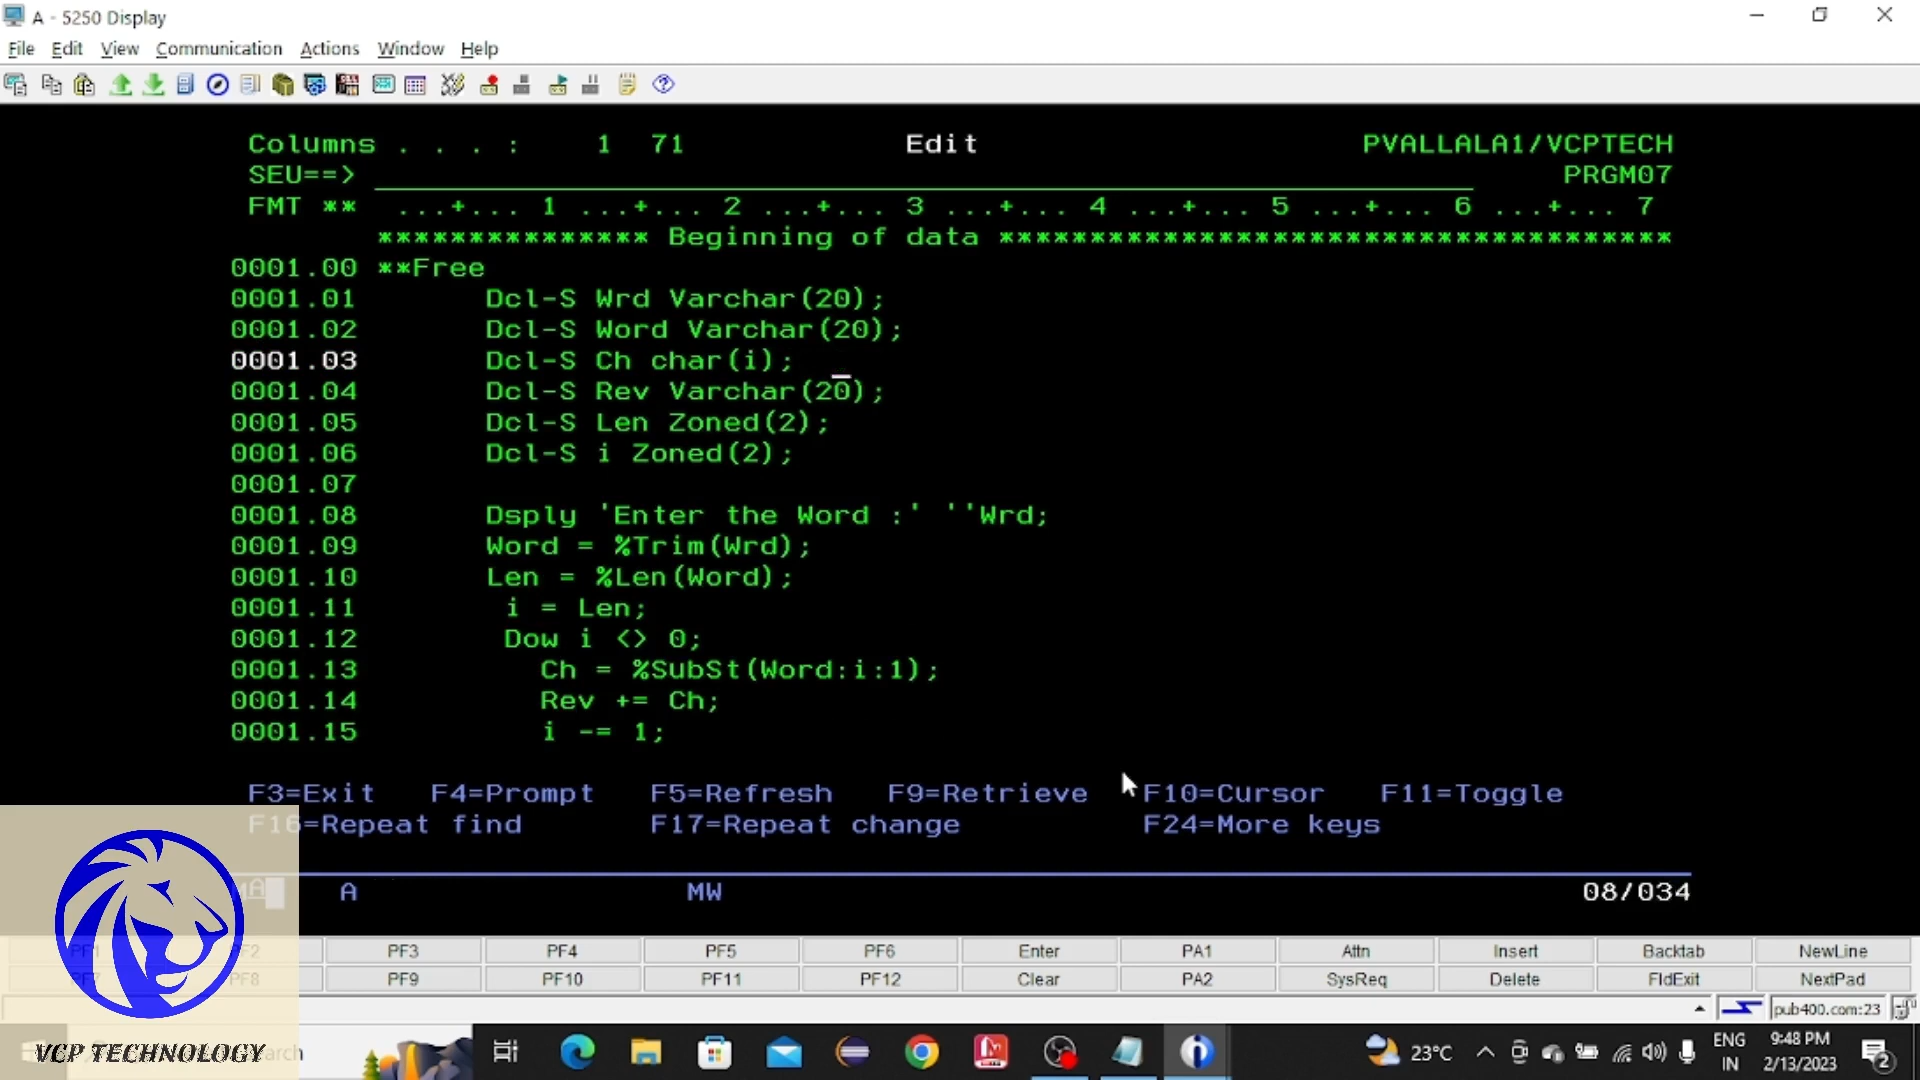 A - 5250 Display
File Edit View Communication Actions Window Help
Columns . . . : 1 71 Edit PVALLALA1/VCPTECH
SEU==> PRGM07
FMT ** ...+... 1 ...+... 2 ...+... 3 ...+... 4 ...+... 5 ...+... 6 ...+... 7
*************** Beginning of data *************************************
0001.00 **Free
0001.01 Dcl-S Wrd Varchar(20);
0001.02 Dcl-S Word Varchar(20);
0001.03 Dcl-S Ch char(i);
0001.04 Dcl-S Rev Varchar(20);
0001.05 Dcl-S Len Zoned(2);
0001.06 Dcl-S i Zoned(2);
0001.07
0001.08 Dsply 'Enter the Word :' ''Wrd;
0001.09 Word = %Trim(Wrd);
0001.10 Len = %Len(Word);
0001.11 i = Len;
0001.12 Dow i <> 0;
0001.13 Ch = %SubSt(Word:i:1);
0001.14 Rev += Ch;
0001.15 i -= 1;
F3=Exit F4=Prompt F5=Refresh F9=Retrieve F10=Cursor F11=Toggle
F16=Repeat find F17=Repeat change F24=More keys
A MW 08/034
PF1 PF2 PF3 PF4 PF5 PF6 Enter PA1 Attn Insert Backtab NewLine
PF7 PF8 PF9 PF10 PF11 PF12 Clear PA2 SysReq Delete FldExit NextPad
pub400.com:23
VCP TECHNOLOGY
23°C ENG 9:48 PM
IN 2/13/2023 2